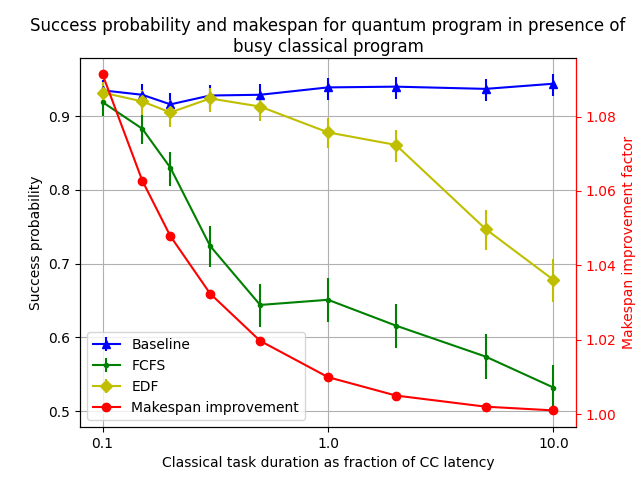 Success probability and makespan for quantum program in presence of
busy classical program
Success probability
0.9
0.8
0.7
0.6
0.5
1.08
1.06
1.04
1.02
1.00
Makespan improvement factor
Baseline
FCFS
EDF
Makespan improvement
0.1
1.0
10.0
Classical task duration as fraction of CC latency